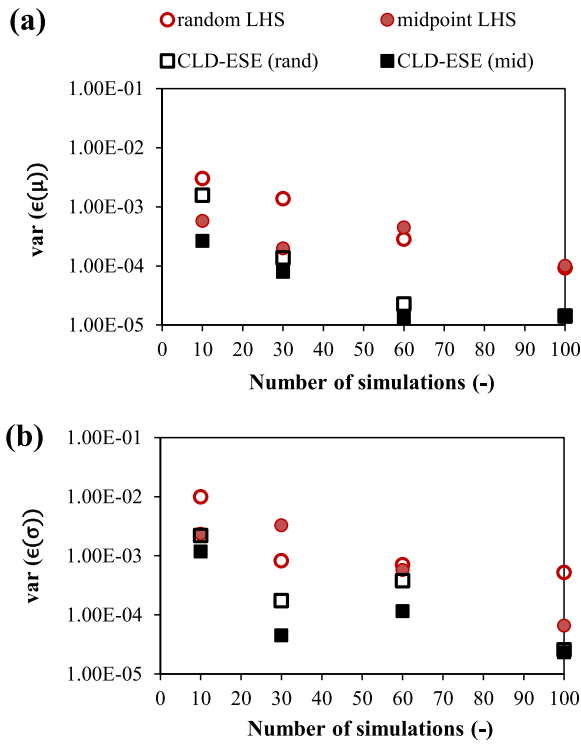 (a)
random LHS
midpoint LHS
CLD-ESE (rand)
CLD-ESE (mid)
1.00E-01
1.00E-02
1.00E-03
1.00E-04
1.00E-05
var (ϵ(μ))
0 10 20 30 40 50 60 70 80 90 100
Number of simulations (-)
(b)
1.00E-01
1.00E-02
1.00E-03
1.00E-04
1.00E-05
var (ϵ(σ))
0 10 20 30 40 50 60 70 80 90 100
Number of simulations (-)